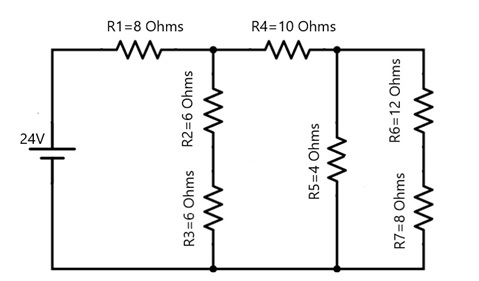 R1=8 Ohms
R4=10 Ohms
24V
R2=6 Ohms
R3=6 Ohms
R5=4 Ohms
R6=12 Ohms
R7=8 Ohms